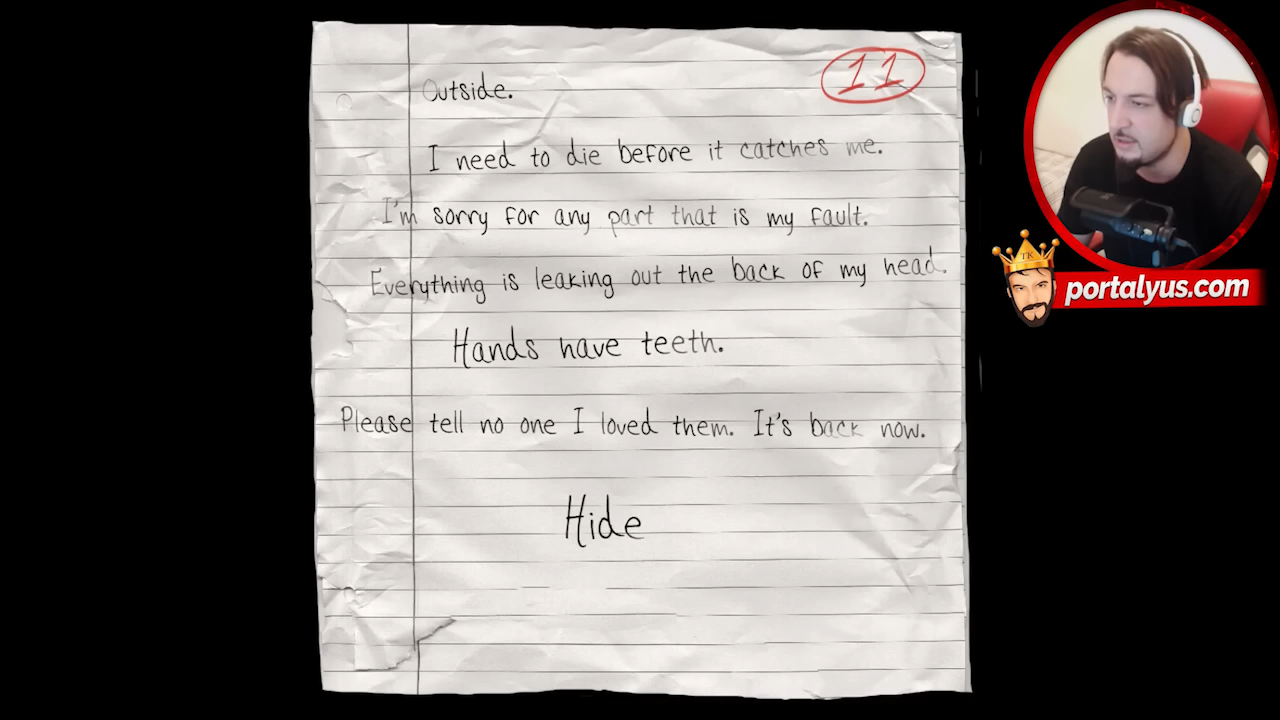 11
Outside.
I need to die before it catches me.
I'm sorry for any part that is my fault.
Everything is leaking out the back of my head.
Hands have teeth.
Please tell no one I loved them. It's back now.
Hide
TK
portalyus.com